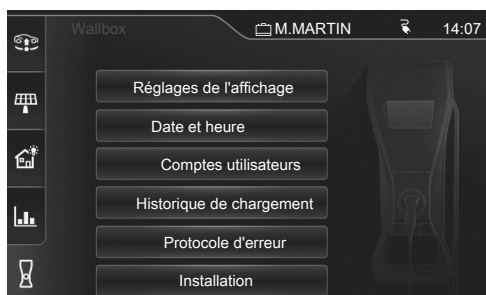 Wallbox M.MARTIN 14:07
Réglages de l'affichage
Date et heure
Comptes utilisateurs
Historique de chargement
Protocole d'erreur
Installation